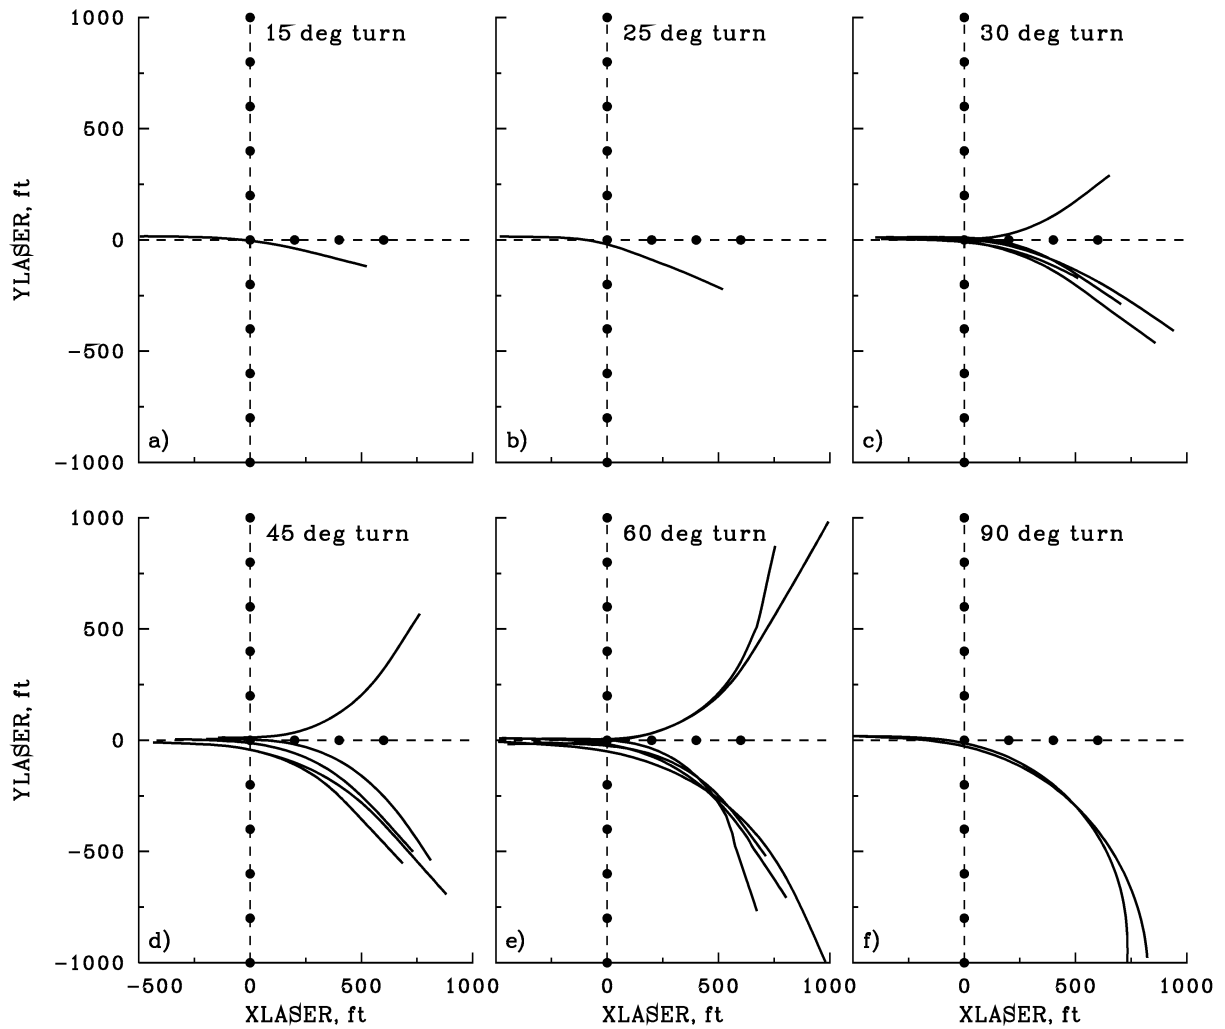 1000
15 deg turn
25 deg turn
30 deg turn
500
YLASER, ft
0
-500
a)
b)
c)
-1000
1000
45 deg turn
60 deg turn
90 deg turn
500
YLASER, ft
0
-500
d)
e)
f)
-1000
-500 0 500 1000 0 500 1000 0 500 1000
XLASER, ft
XLASER, ft
XLASER, ft